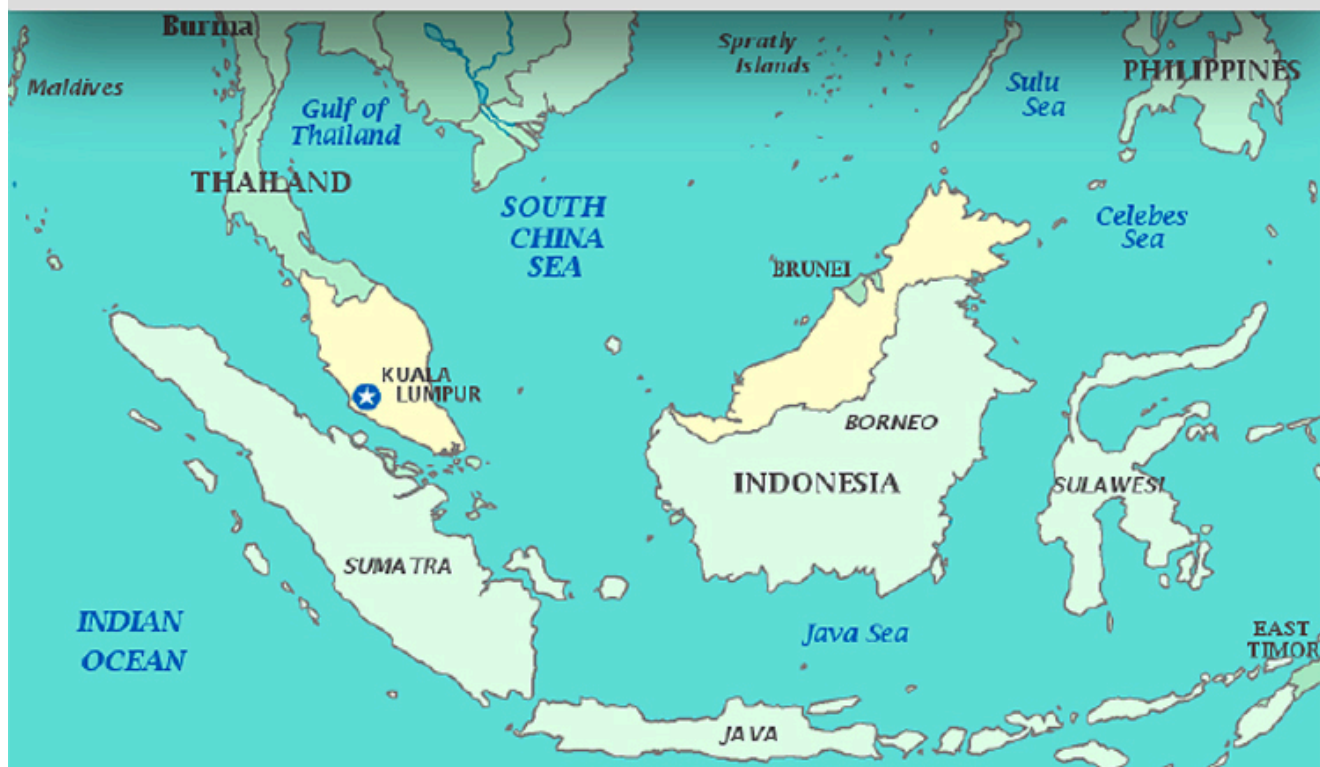 Burma
Maldives
Gulf of
Thailand
THAILAND
Spratly
Islands
Sulu
Sea
PHILIPPINES
SOUTH
CHINA
SEA
Celebes
Sea
BRUNEI
KUALA
LUMPUR
BORNEO
INDONESIA
SULAWESI
SUMATRA
INDIAN
OCEAN
Java Sea
EAST
TIMOR
JAVA